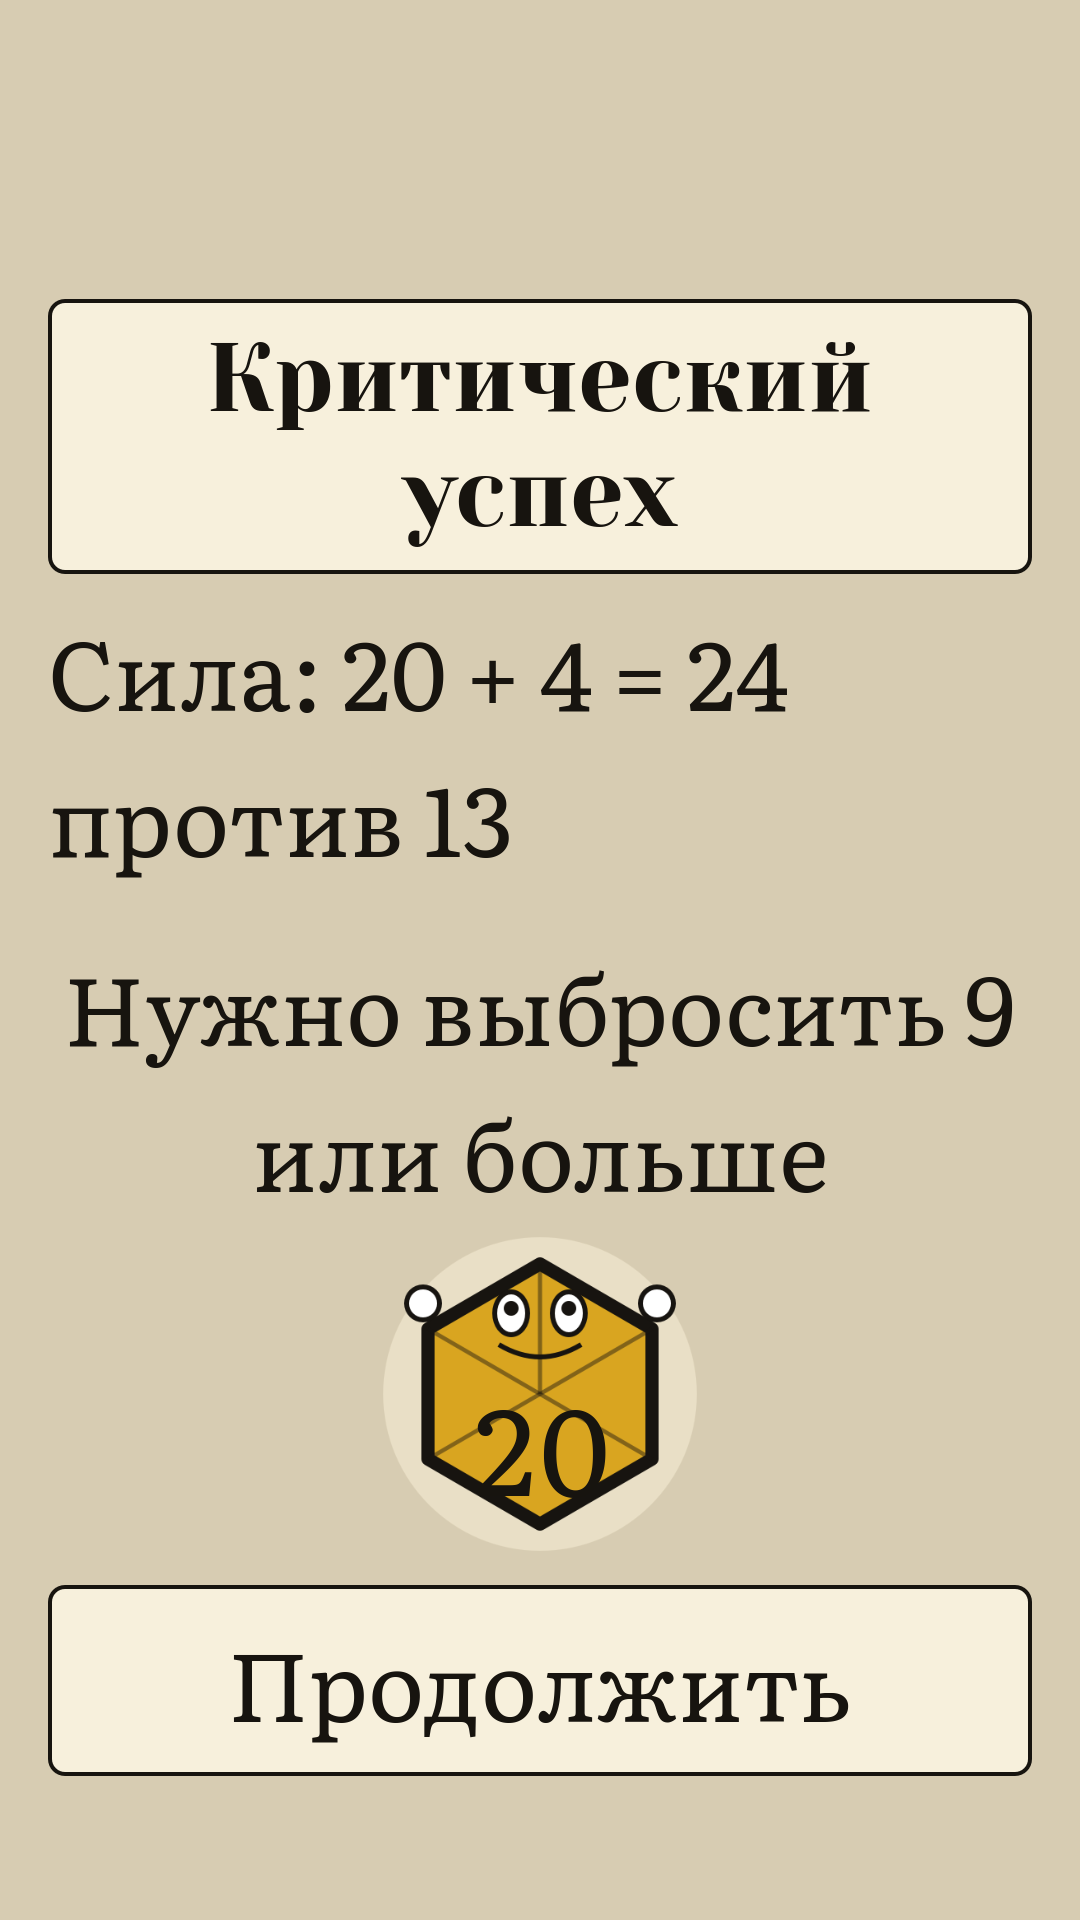 Критический
успех
Сила: 20 + 4 = 24
против 13
Нужно выбросить 9
или больше
20
Продолжить